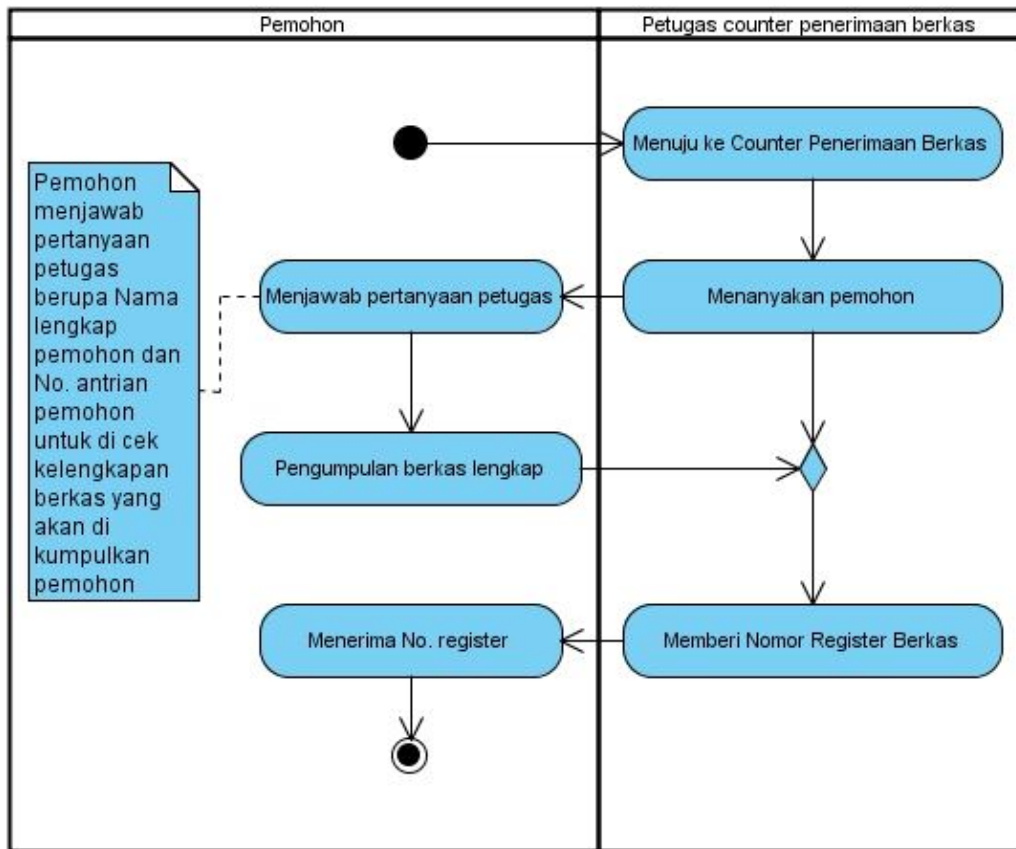 Pemohon
Petugas counter penerimaan berkas
Menuju ke Counter Penerimaan Berkas
Pemohon
menjawab
pertanyaan
petugas
berupa Nama
lengkap
pemohon dan
No. antrian
pemohon
untuk di cek
kelengkapan
berkas yang
akan di
kumpulkan
pemohon
Menjawab pertanyaan petugas
Menanyakan pemohon
Pengumpulan berkas lengkap
Menerima No. register
Memberi Nomor Register Berkas